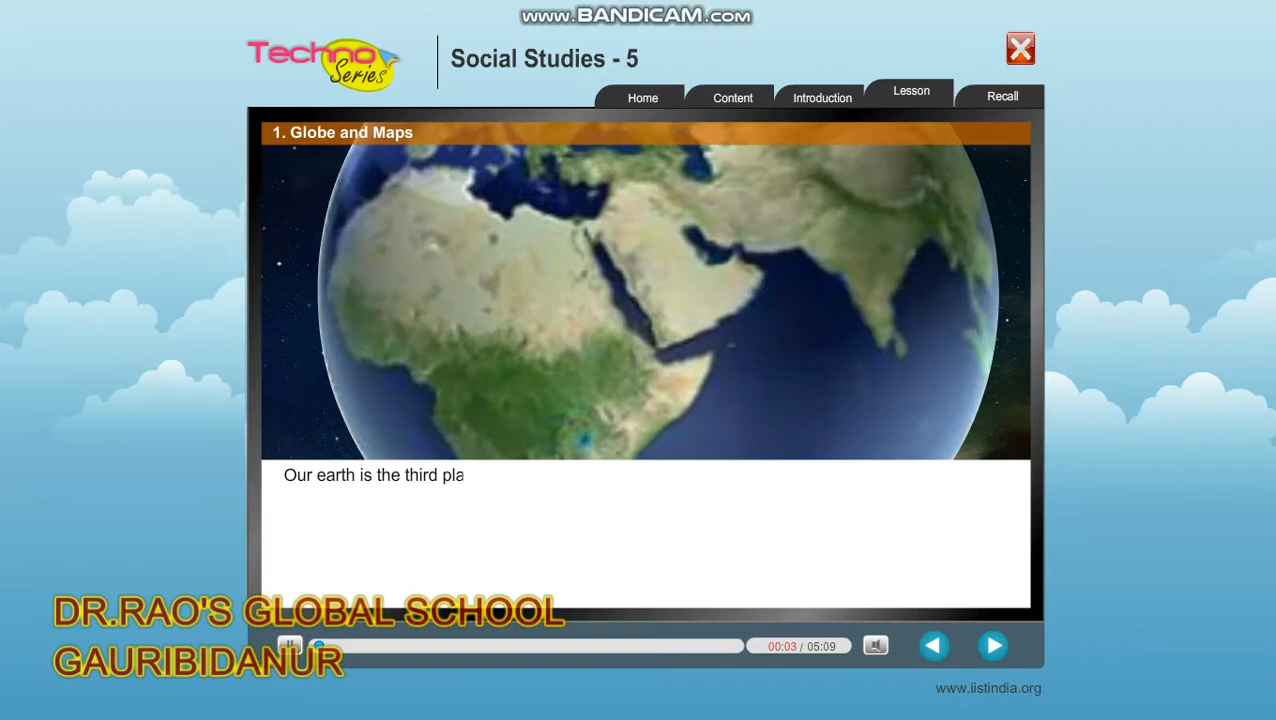 www.BANDICAM.com
Techno
Series
Social Studies - 5
Home
Content
Introduction
Lesson
Recall
1. Globe and Maps
Our earth is the third pla
DR.RAO'S GLOBAL SCHOOL
GAURIBIDANUR
00:03 / 05:09
www.iistindia.org